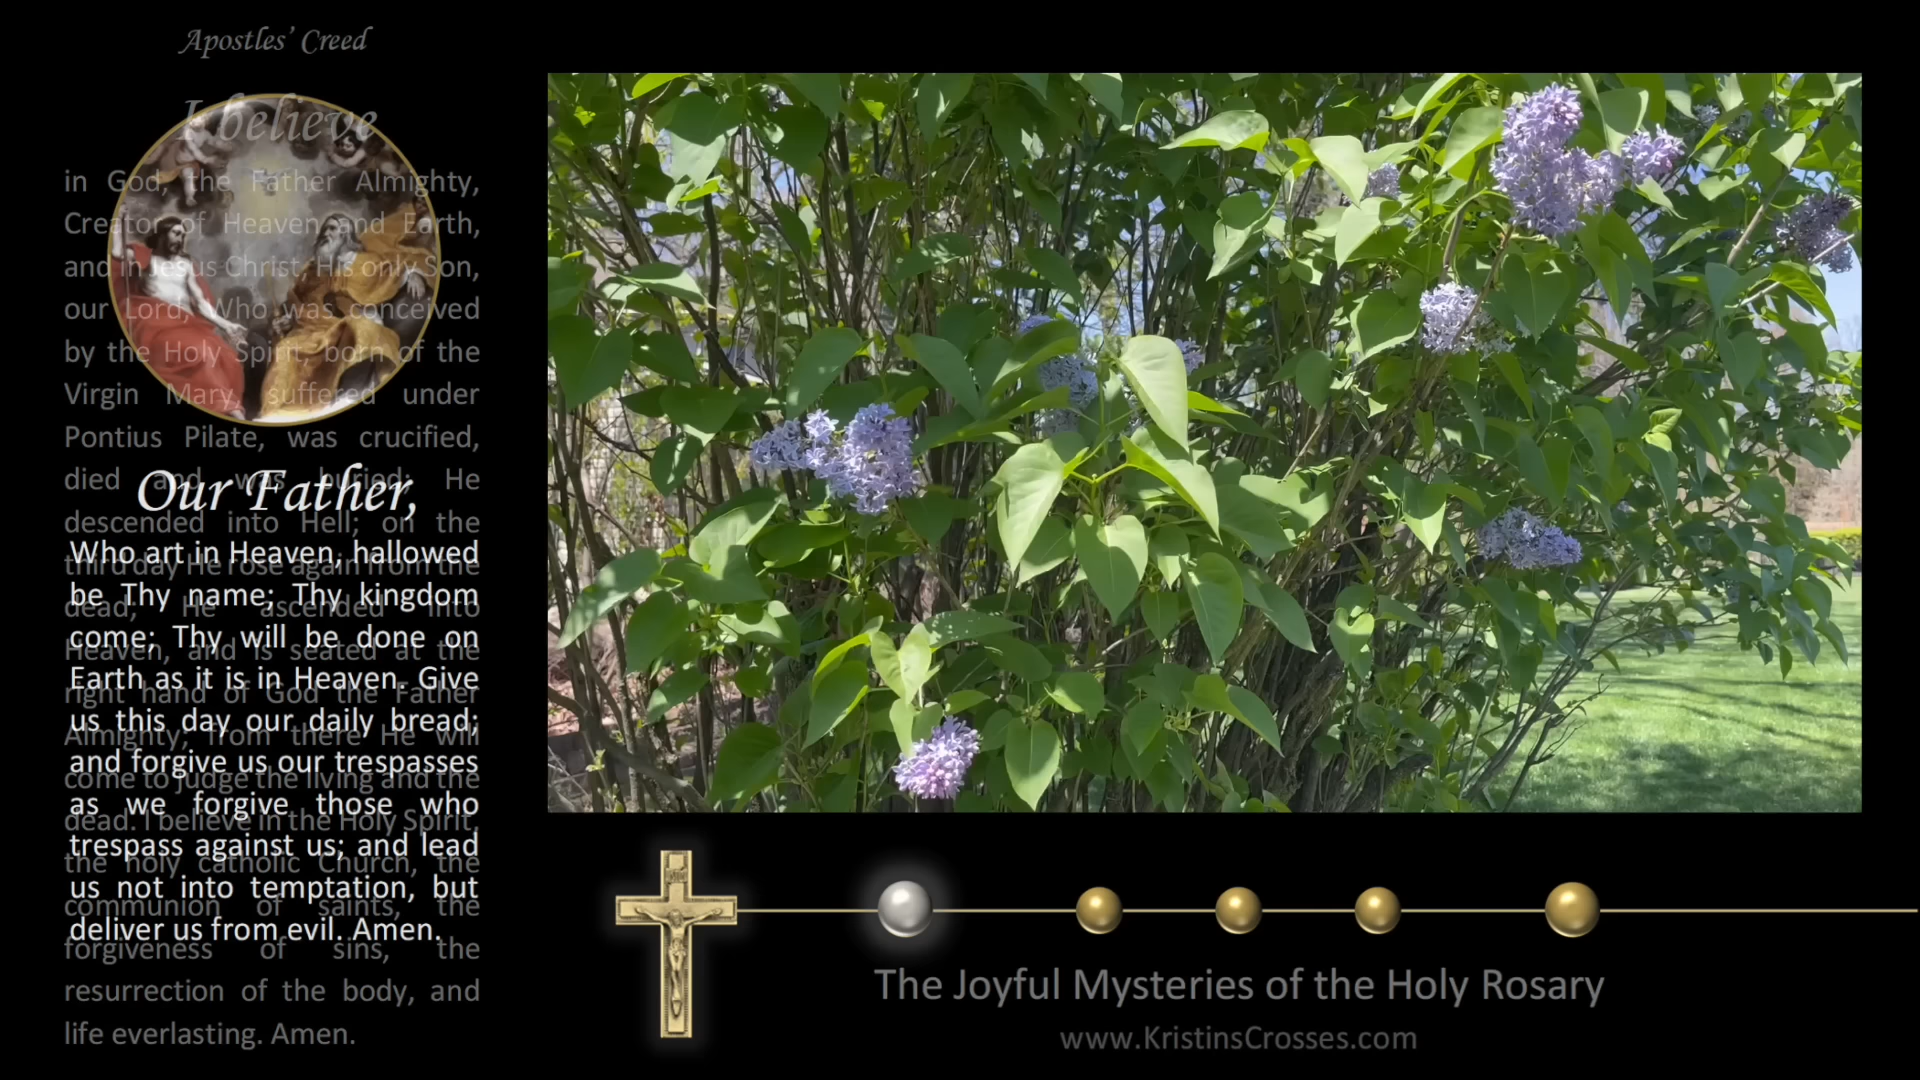 Apostles’ Creed
I believe
in God, the Father Almighty,
Creator of Heaven and Earth,
and in Jesus Christ His only Son,
our Lord, Who was conceived
by the Holy Spirit, born of the
Virgin Mary, suffered under
Pontius Pilate, was crucified,
died and was buried; He
descended into Hell; on the
third day He rose again from the
dead; He ascended into
Heaven, and is seated at the
right hand of God the Father
Almighty; from there He will
come to judge the living and the
dead. I believe in the Holy Spirit,
the holy catholic Church, the
communion of saints, the
forgiveness of sins, the
resurrection of the body, and
life everlasting. Amen.
Our Father,
Who art in Heaven, hallowed
be Thy name; Thy kingdom
come; Thy will be done on
Earth as it is in Heaven. Give
us this day our daily bread;
and forgive us our trespasses
as we forgive those who
trespass against us; and lead
us not into temptation, but
deliver us from evil. Amen.
The Joyful Mysteries of the Holy Rosary
www.KristinsCrosses.com